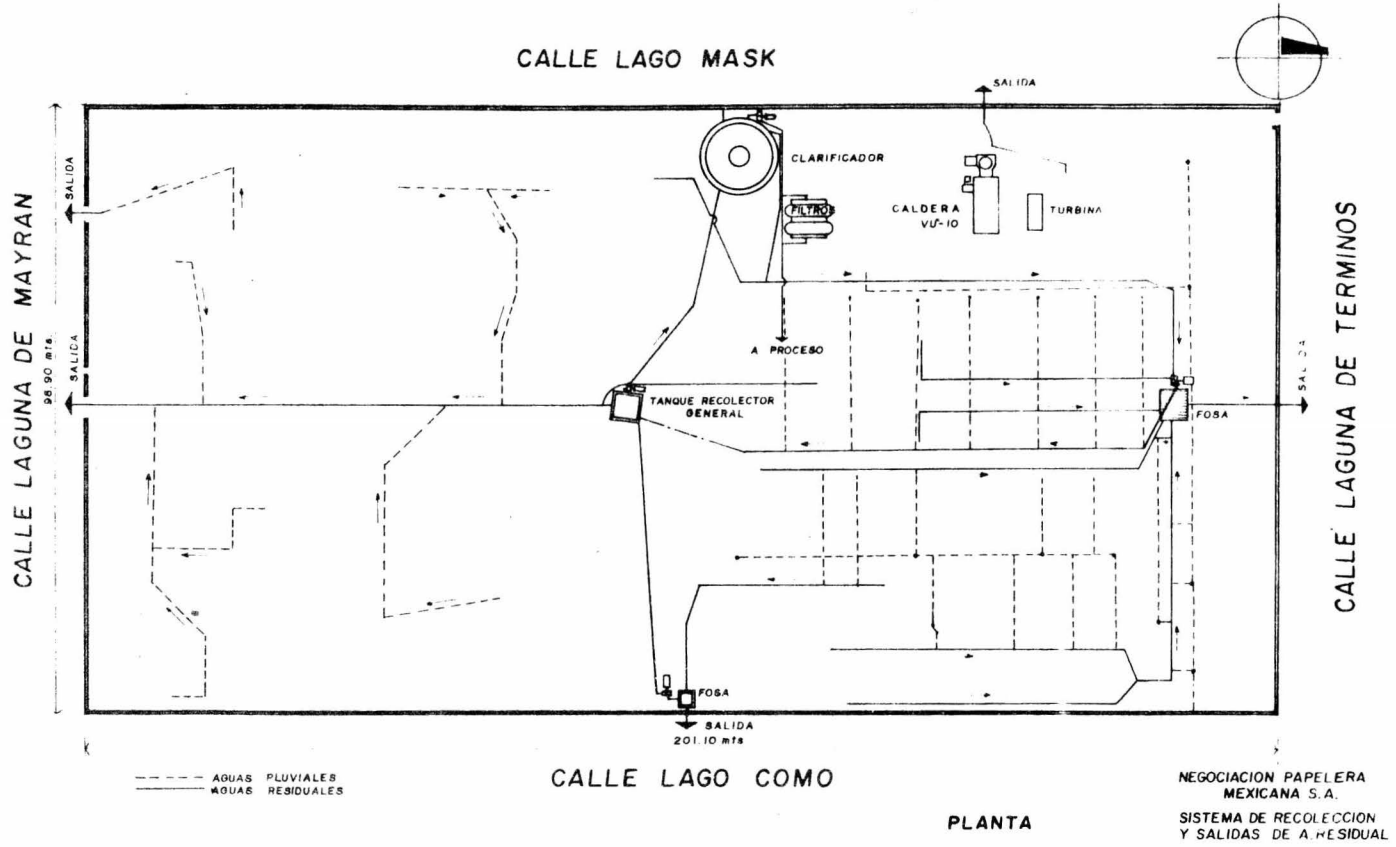 CALLE LAGO MASK
SALIDA
CLARIFICADOR
SALIDA
FILTROS
CALDERA
VU-10
TURBINA
CALLE LAGUNA DE MAYRAN
98.90 mts.
SALIDA
A PROCESO
TANQUE RECOLECTOR
GENERAL
FOSA
SALIDA
CALLE LAGUNA DE TERMINOS
FOSA
SALIDA
201.10 mts
AGUAS PLUVIALES
AGUAS RESIDUALES
CALLE LAGO COMO
NEGOCIACION PAPELERA
MEXICANA S.A.
PLANTA
SISTEMA DE RECOLECCION
Y SALIDAS DE A. RESIDUAL